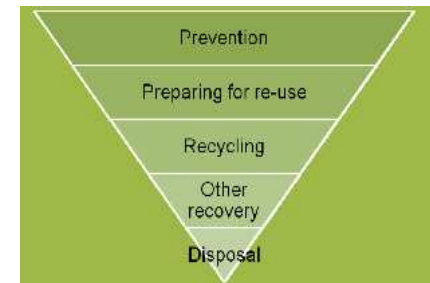 Prevention
Preparing for re-use
Recycling
Other
recovery
Disposal